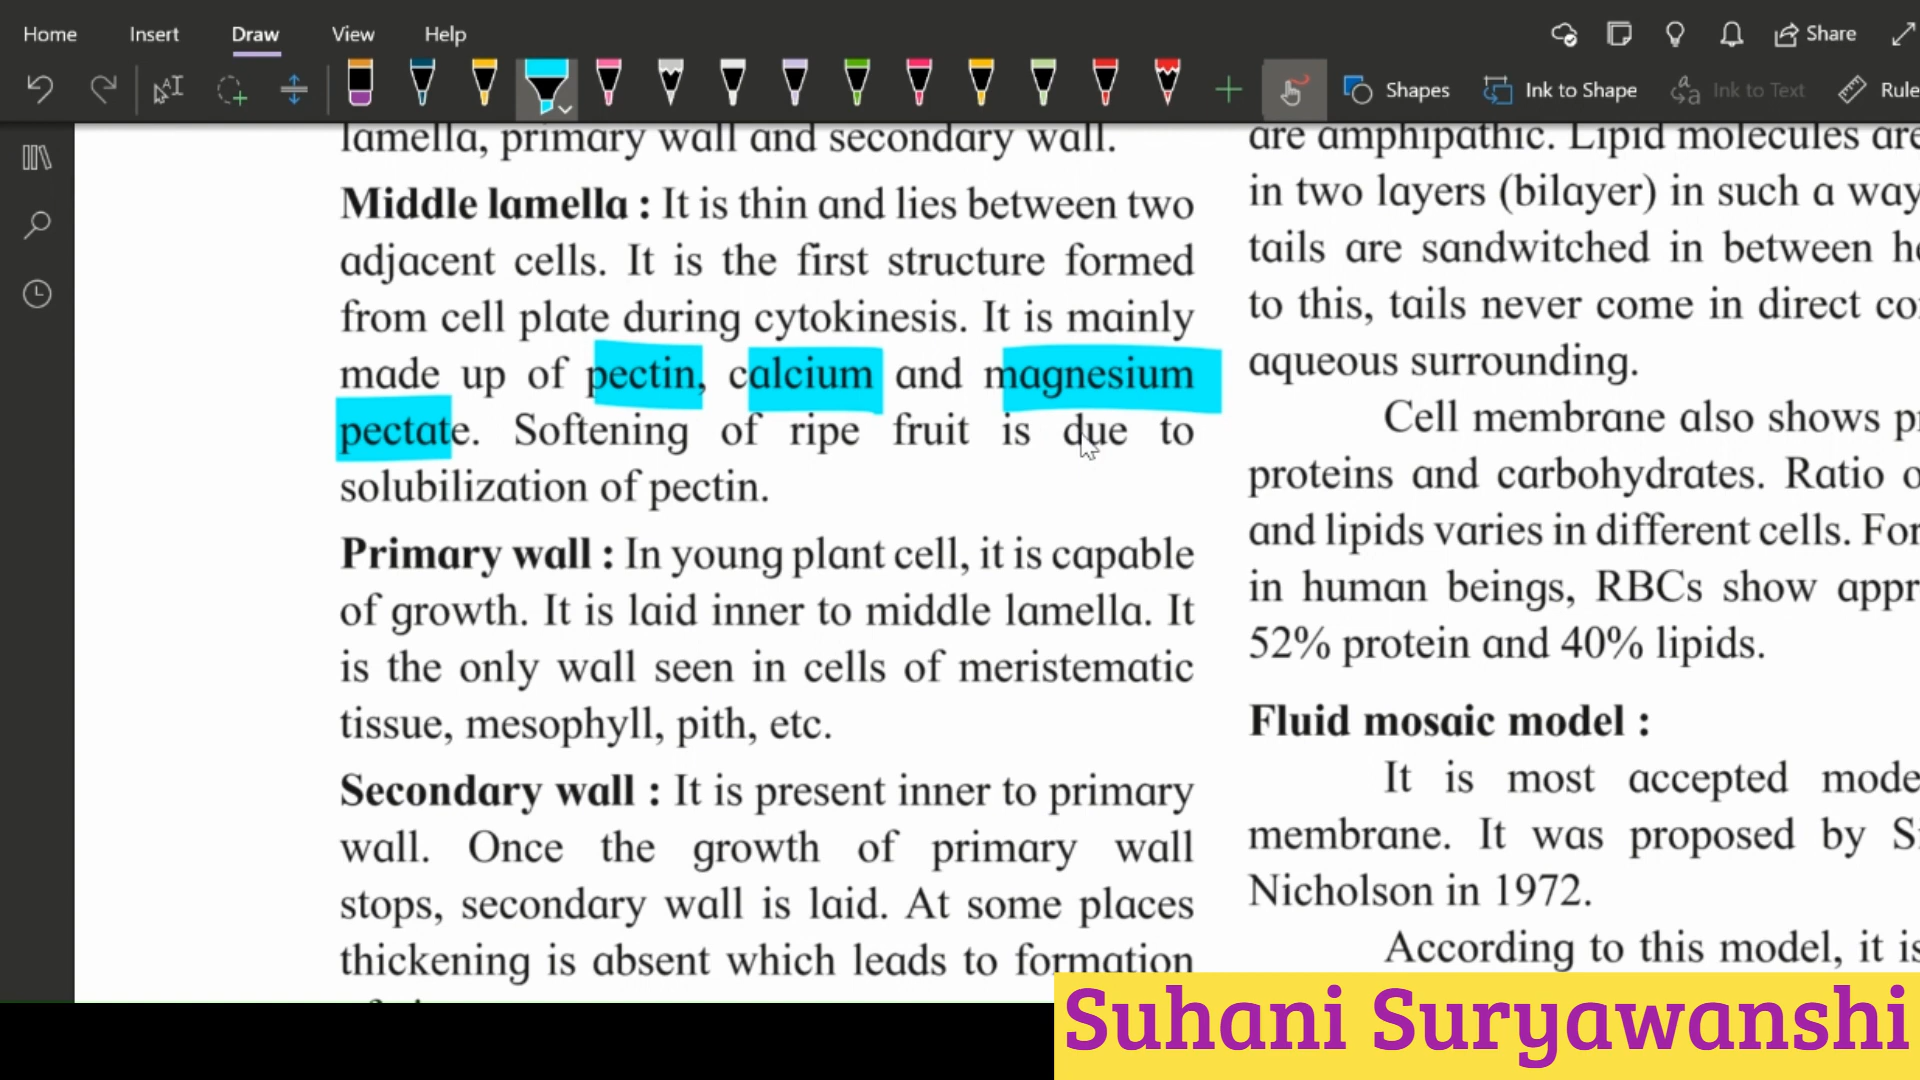 Home Insert Draw View Help Share
Shapes Ink to Shape Ink to Text Rule
lamella, primary wall and secondary wall.
Middle lamella : It is thin and lies between two
adjacent cells. It is the first structure formed
from cell plate during cytokinesis. It is mainly
made up of pectin, calcium and magnesium
pectate. Softening of ripe fruit is due to
solubilization of pectin.
Primary wall : In young plant cell, it is capable
of growth. It is laid inner to middle lamella. It
is the only wall seen in cells of meristematic
tissue, mesophyll, pith, etc.
Secondary wall : It is present inner to primary
wall. Once the growth of primary wall
stops, secondary wall is laid. At some places
thickening is absent which leads to formation
are amphipathic. Lipid molecules are
in two layers (bilayer) in such a way
tails are sandwitched in between
to this, tails never come in direct
aqueous surrounding.
Cell membrane also shows
proteins and carbohydrates. Ratio
and lipids varies in different cells. For
in human beings, RBCs show
52% protein and 40% lipids.
Fluid mosaic model :
It is most accepted
membrane. It was proposed by
Nicholson in 1972.
According to this model, it is
Suhani Suryawanshi